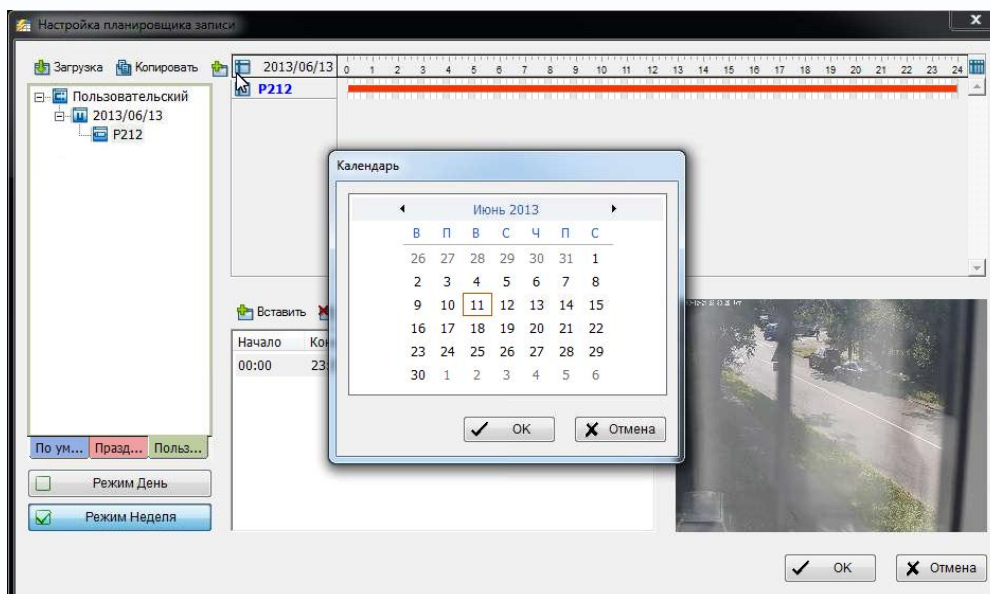 Настройка планировщика записи
Загрузка Копировать 2013/06/13 0 1 2 3 4 5 6 7 8 9 10 11 12 13 14 15 16 17 18 19 20 21 22 23 24
P212
Пользовательский
2013/06/13
P212
Календарь
Июнь 2013
В П В С Ч П С
26 27 28 29 30 31 1
2 3 4 5 6 7 8
9 10 11 12 13 14 15
16 17 18 19 20 21 22
23 24 25 26 27 28 29
30 1 2 3 4 5 6
OK Отмена
Вставить
Начало Кон
00:00 23:
По ум... Празд... Польз...
Режим День
Режим Неделя
OK Отмена